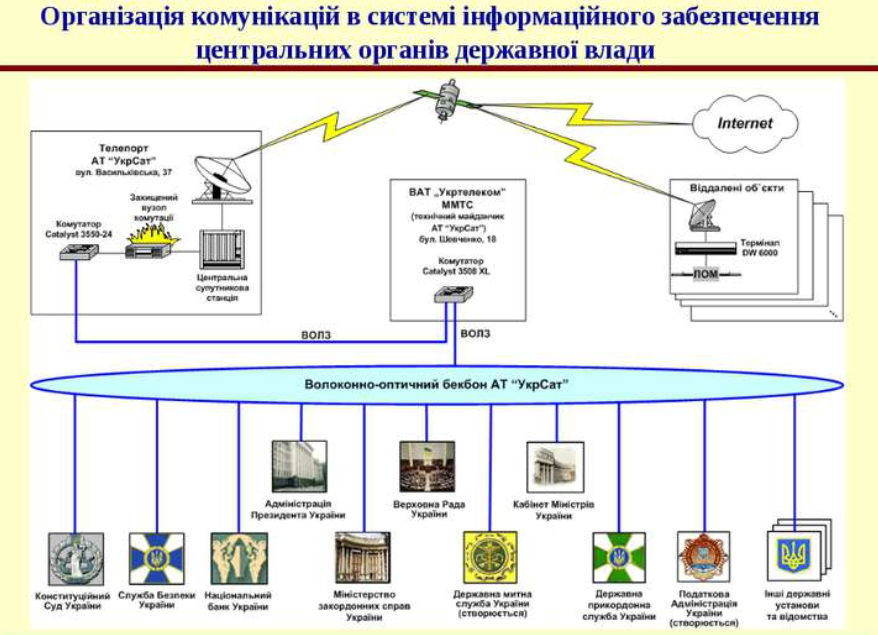 Організація комунікацій в системі інформаційного забезпечення
центральних органів державної влади
Телепорт
АТ “УкрСат”
вул. Васильківська, 37
Захищений
вузол
комутації
Комутатор
Catalyst 3550-24
Центральна
супутникова
станція
ВАТ „Укртелеком”
ММТС
(технічний майданчик
АТ “УкрСат”)
бул. Шевченко, 18
Комутатор
Catalyst 3508 XL
Internet
Віддалені об`єкти
Термінал
DW 6000
ЛОМ
...
ВОЛЗ
ВОЛЗ
Волоконно-оптичний бекбон АТ “УкрСат”
Адміністрація
Президента України
Верховна Рада
України
Кабінет Міністрів
України
Конституційний
Суд України
Служба Безпеки
України
Національний
банк України
Міністерство
закордонних справ
України
Державна митна
служба України
(створюється)
Державна
прикордонна
служба України
Податкова
Адміністрація
України
(створюється)
Інші державні
установи
та відомства